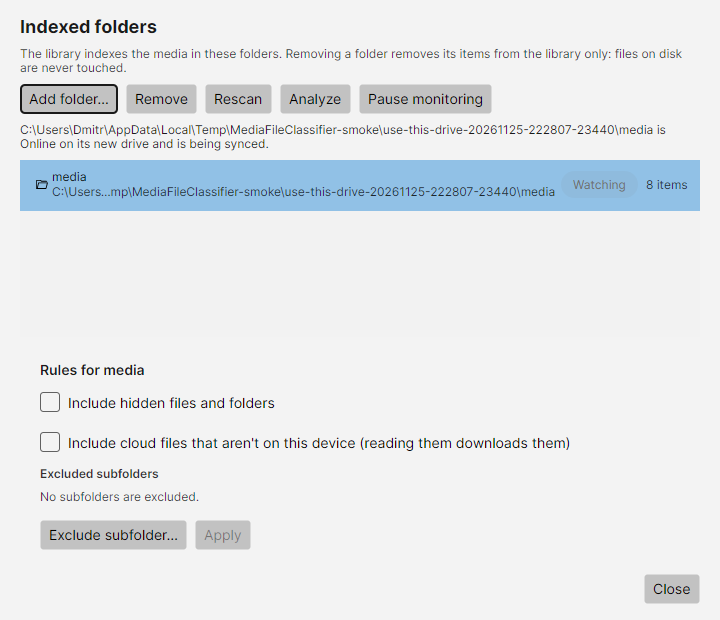 Indexed folders
The library indexes the media in these folders. Removing a folder removes its items from the library only: files on disk
are never touched.
Add folder...
Remove
Rescan
Analyze
Pause monitoring
C:\Users\Dmitr\AppData\Local\Temp\MediaFileClassifier-smoke\use-this-drive-20261125-222807-23440\media is
Online on its new drive and is being synced.
media
C:\Users...mp\MediaFileClassifier-smoke\use-this-drive-20261125-222807-23440\media
Watching
8 items
Rules for media
Include hidden files and folders
Include cloud files that aren't on this device (reading them downloads them)
Excluded subfolders
No subfolders are excluded.
Exclude subfolder...
Apply
Close